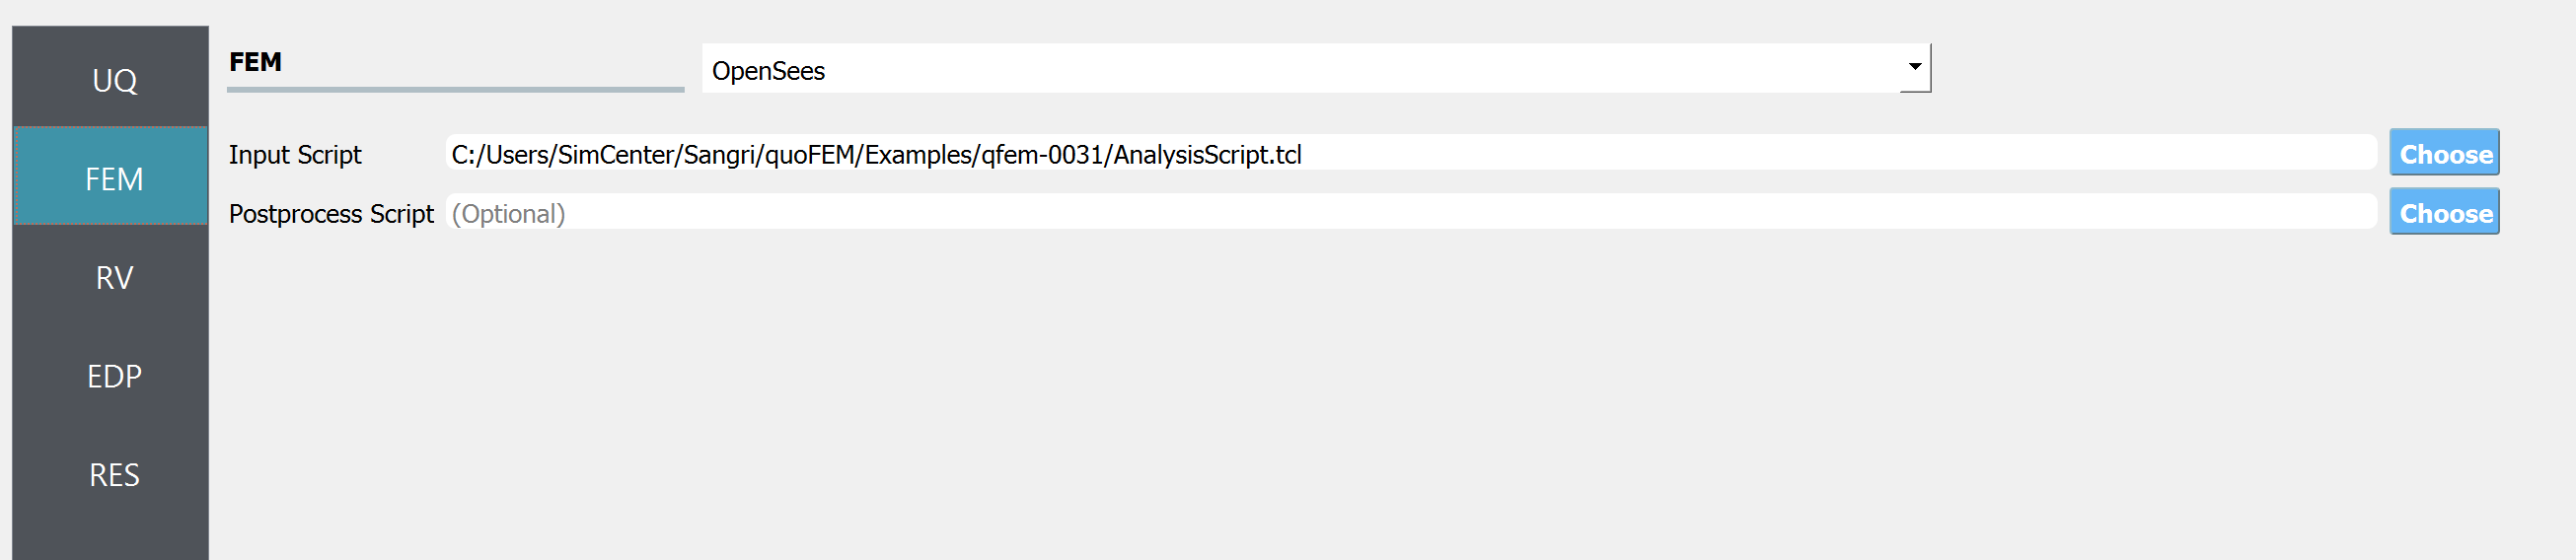 UQ
FEM
RV
EDP
RES
FEM
OpenSees
Input Script C:/Users/SimCenter/Sangri/quoFEM/Examples/qfem-0031/AnalysisScript.tcl Choose
Postprocess Script (Optional) Choose